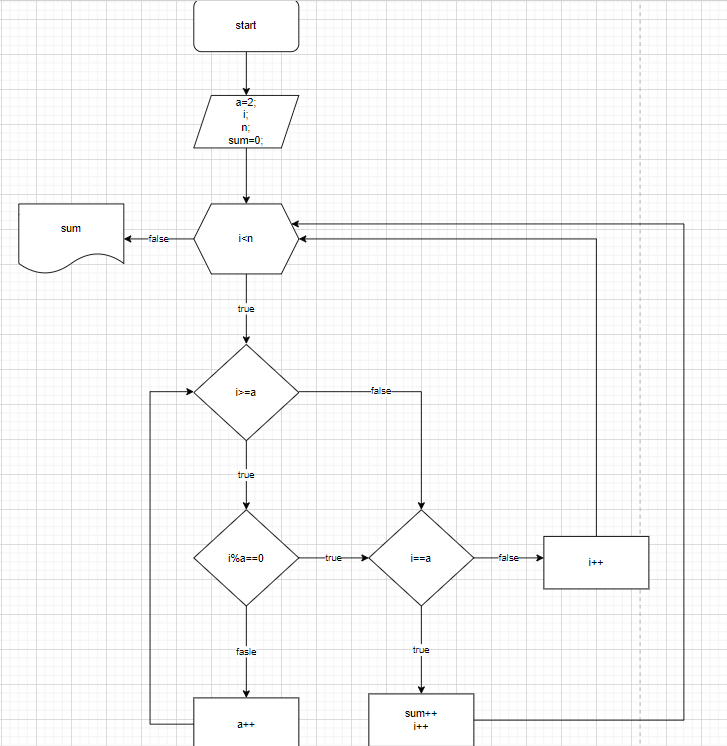 start
a=2;
i;
n;
sum=0;
sum
false
i<n
true
i>=a
false
true
i%a==0
true
i==a
false
i++
fasle
true
a++
sum++
i++